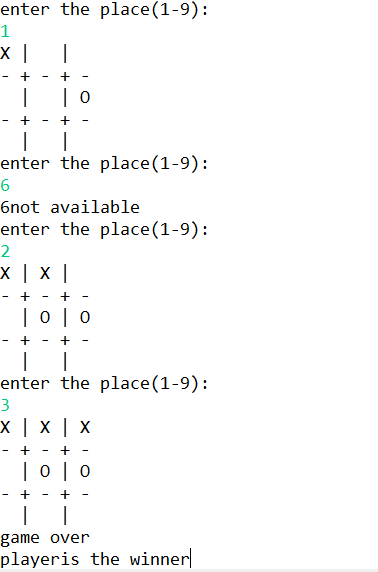 enter the place(1-9):
1
X |   |
- + - + -
  |   | O
- + - + -
  |   |
enter the place(1-9):
6
6not available
enter the place(1-9):
2
X | X |
- + - + -
  | O | O
- + - + -
  |   |
enter the place(1-9):
3
X | X | X
- + - + -
  | O | O
- + - + -
  |   |
game over
playeris the winner